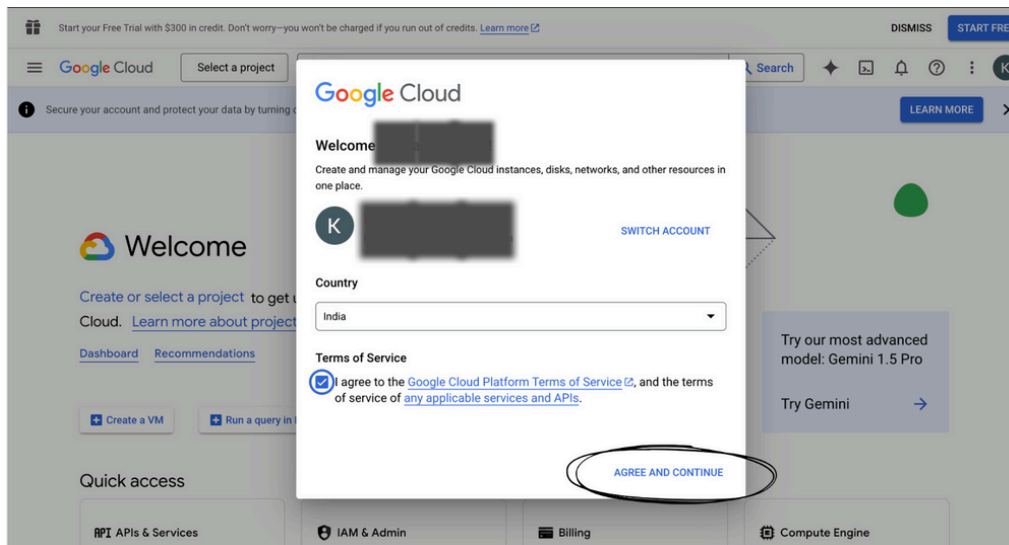 Start your Free Trial with $300 in credit. Don't worry—you won't be charged if you run out of credits. Learn more
DISMISS
START FRE
Google Cloud
Select a project
Search
K
Secure your account and protect your data by turning
LEARN MORE
Google Cloud
Welcome
Create and manage your Google Cloud instances, disks, networks, and other resources in
one place.
K
SWITCH ACCOUNT
Country
India
Terms of Service
I agree to the Google Cloud Platform Terms of Service, and the terms
of service of any applicable services and APIs.
AGREE AND CONTINUE
Welcome
Create or select a project to get
Cloud. Learn more about project
Dashboard Recommendations
Create a VM
Run a query in
Try our most advanced
model: Gemini 1.5 Pro
Try Gemini
Quick access
API APIs & Services
IAM & Admin
Billing
Compute Engine